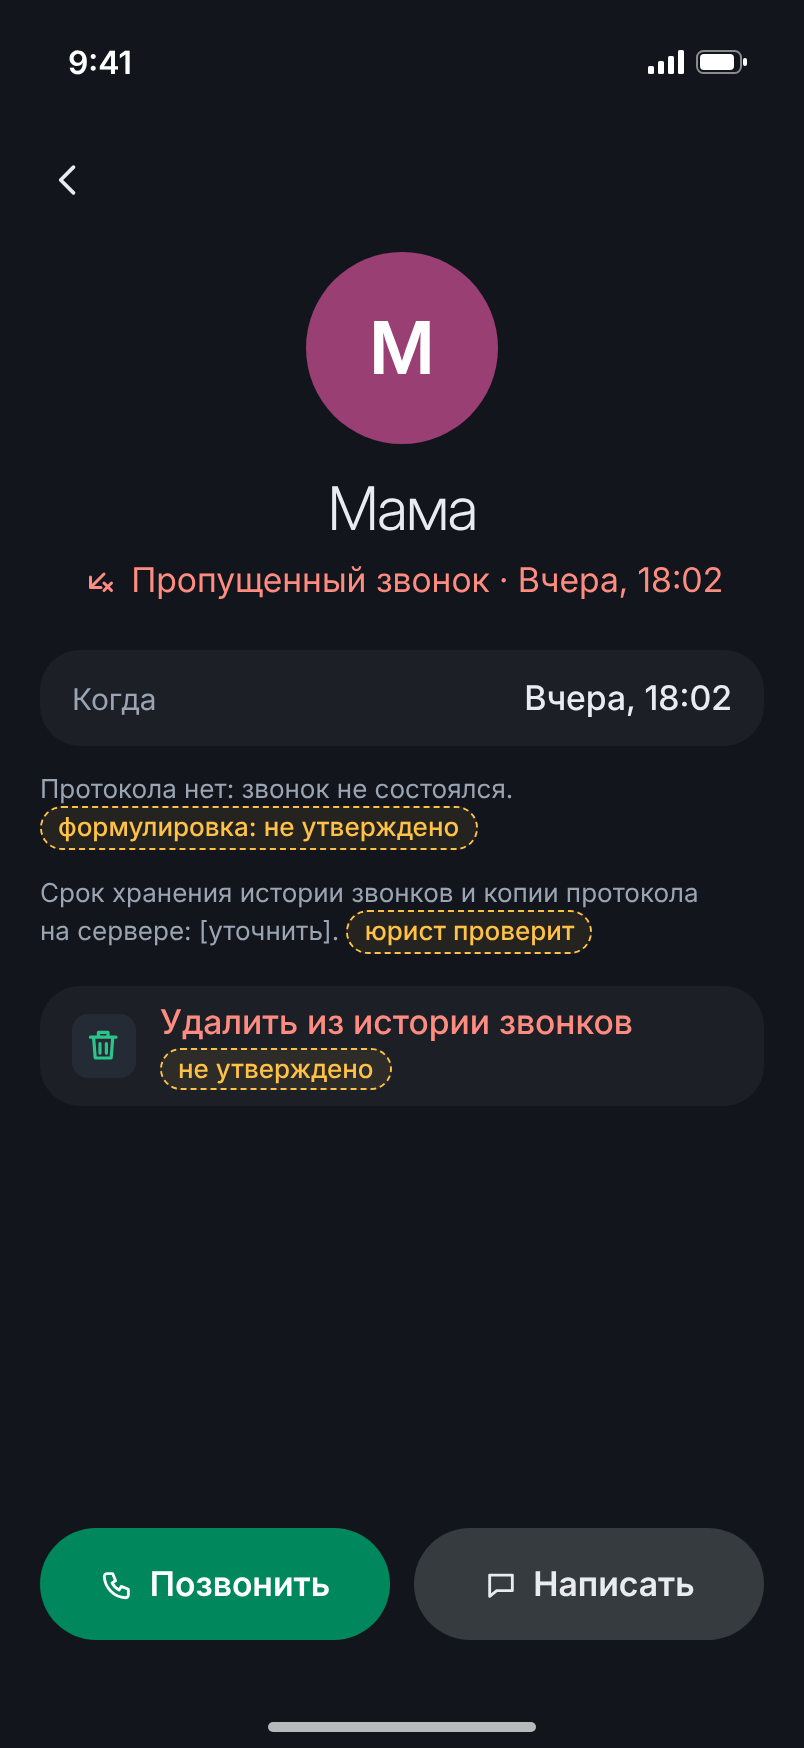 9:41
М
Мама
Пропущенный звонок · Вчера, 18:02
Когда
Вчера, 18:02
Протокола нет: звонок не состоялся.
формулировка: не утверждено
Срок хранения истории звонков и копии протокола
на сервере: [уточнить]. юрист проверит
Удалить из истории звонков
не утверждено
Позвонить
Написать